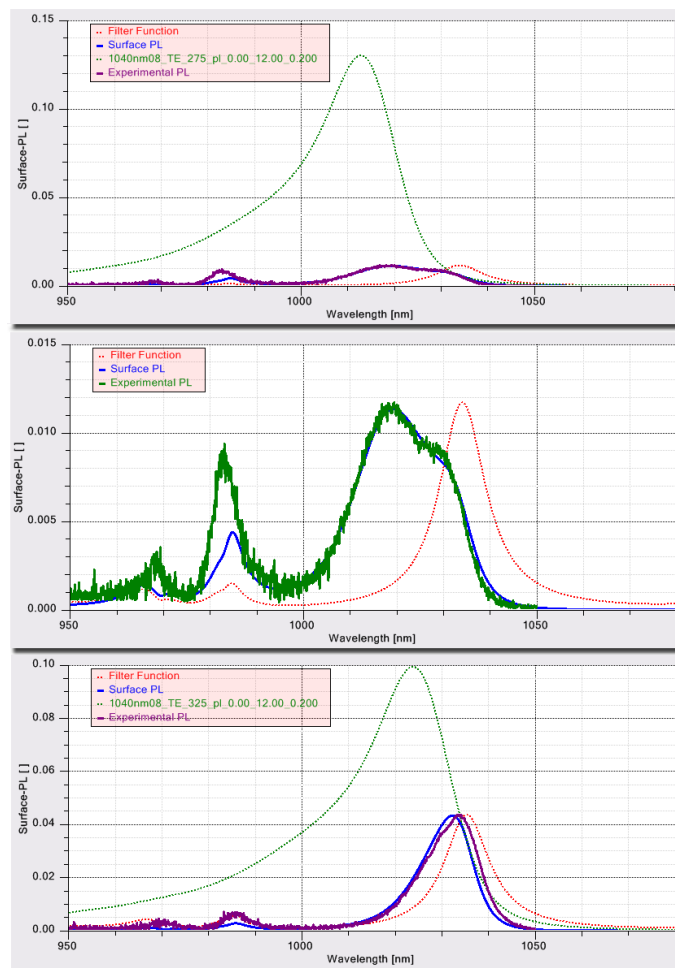 0.15
0.10
0.05
0.00
Surface-PL [ ]
Filter Function
Surface PL
1040nm08_TE_275_pl_0.00_12.00_0.200
Experimental PL
950
1000
1050
Wavelength [nm]
0.015
0.010
0.005
0.000
Surface-PL [ ]
Filter Function
Surface PL
Experimental PL
950
1000
1050
Wavelength [nm]
0.10
0.08
0.06
0.04
0.02
0.00
Surface-PL [ ]
Filter Function
Surface PL
1040nm08_TE_325_pl_0.00_12.00_0.200
Experimental PL
950
1000
1050
Wavelength [nm]